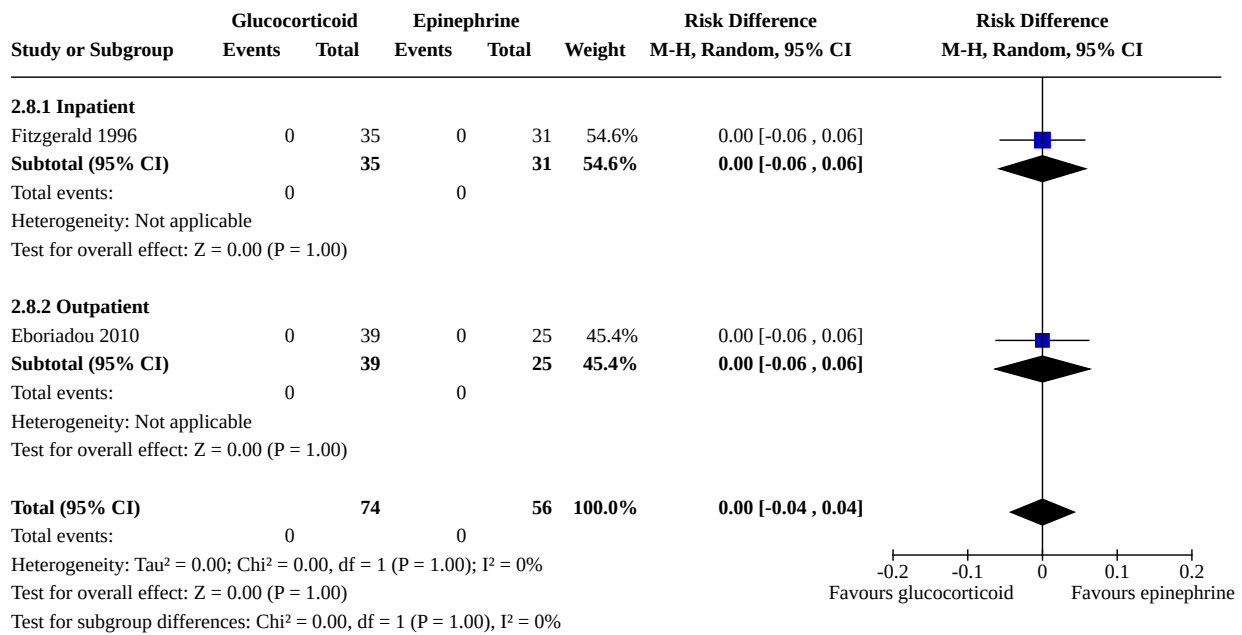 Glucocorticoid Epinephrine Risk Difference Risk Difference
Study or Subgroup Events Total Events Total Weight M-H, Random, 95% CI M-H, Random, 95% CI
2.8.1 Inpatient
Fitzgerald 1996 0 35 0 31 54.6% 0.00 [-0.06 , 0.06]
Subtotal (95% CI) 35 31 54.6% 0.00 [-0.06 , 0.06]
Total events: 0 0
Heterogeneity: Not applicable
Test for overall effect: Z = 0.00 (P = 1.00)
2.8.2 Outpatient
Eboriadou 2010 0 39 0 25 45.4% 0.00 [-0.06 , 0.06]
Subtotal (95% CI) 39 25 45.4% 0.00 [-0.06 , 0.06]
Total events: 0 0
Heterogeneity: Not applicable
Test for overall effect: Z = 0.00 (P = 1.00)
Total (95% CI) 74 56 100.0% 0.00 [-0.04 , 0.04]
Total events: 0 0
Heterogeneity: Tau² = 0.00; Chi² = 0.00, df = 1 (P = 1.00); I² = 0%
-0.2 -0.1 0 0.1 0.2
Test for overall effect: Z = 0.00 (P = 1.00) Favours glucocorticoid Favours epinephrine
Test for subgroup differences: Chi² = 0.00, df = 1 (P = 1.00), I² = 0%